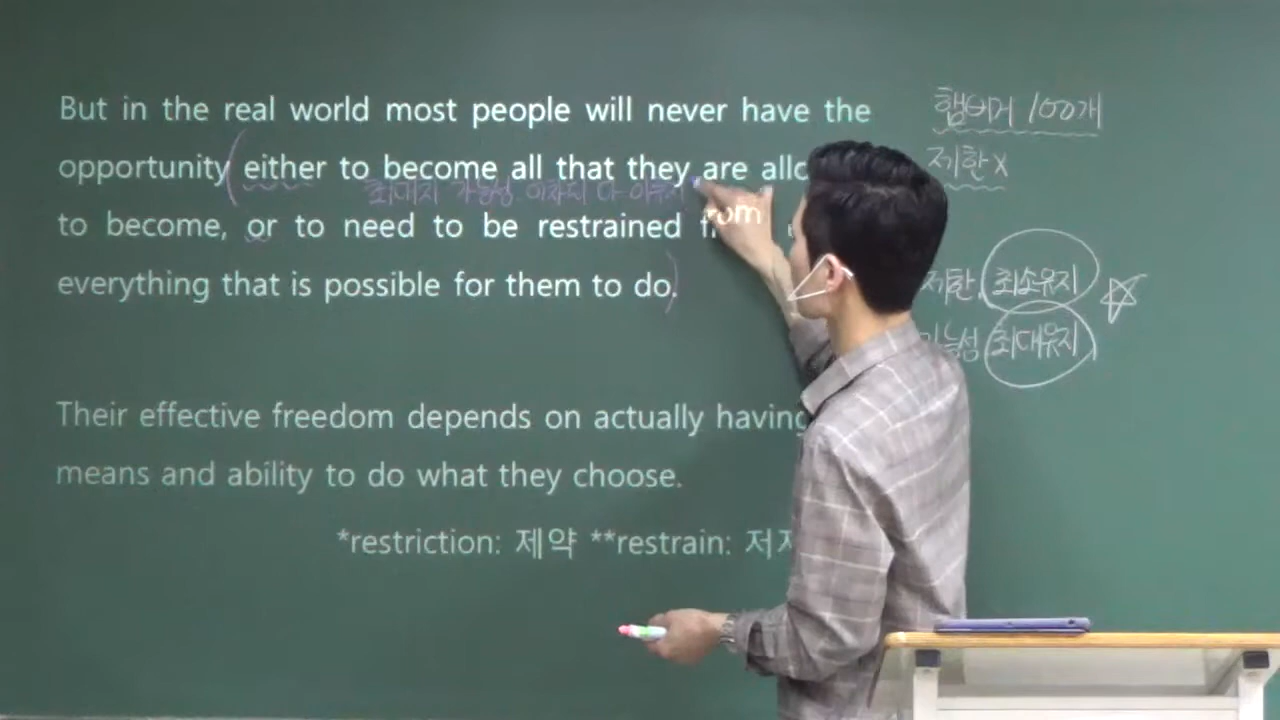 But in the real world most people will never have the
opportunity either to become all that they are
to become, or to need to be restrained from
everything that is possible for them to do.
Their effective freedom depends on actually having
means and ability to do what they choose.
*restriction: 제약 **restrain:
햄버거 100개
제한 x
제한 최소유지
가능성 최대유지